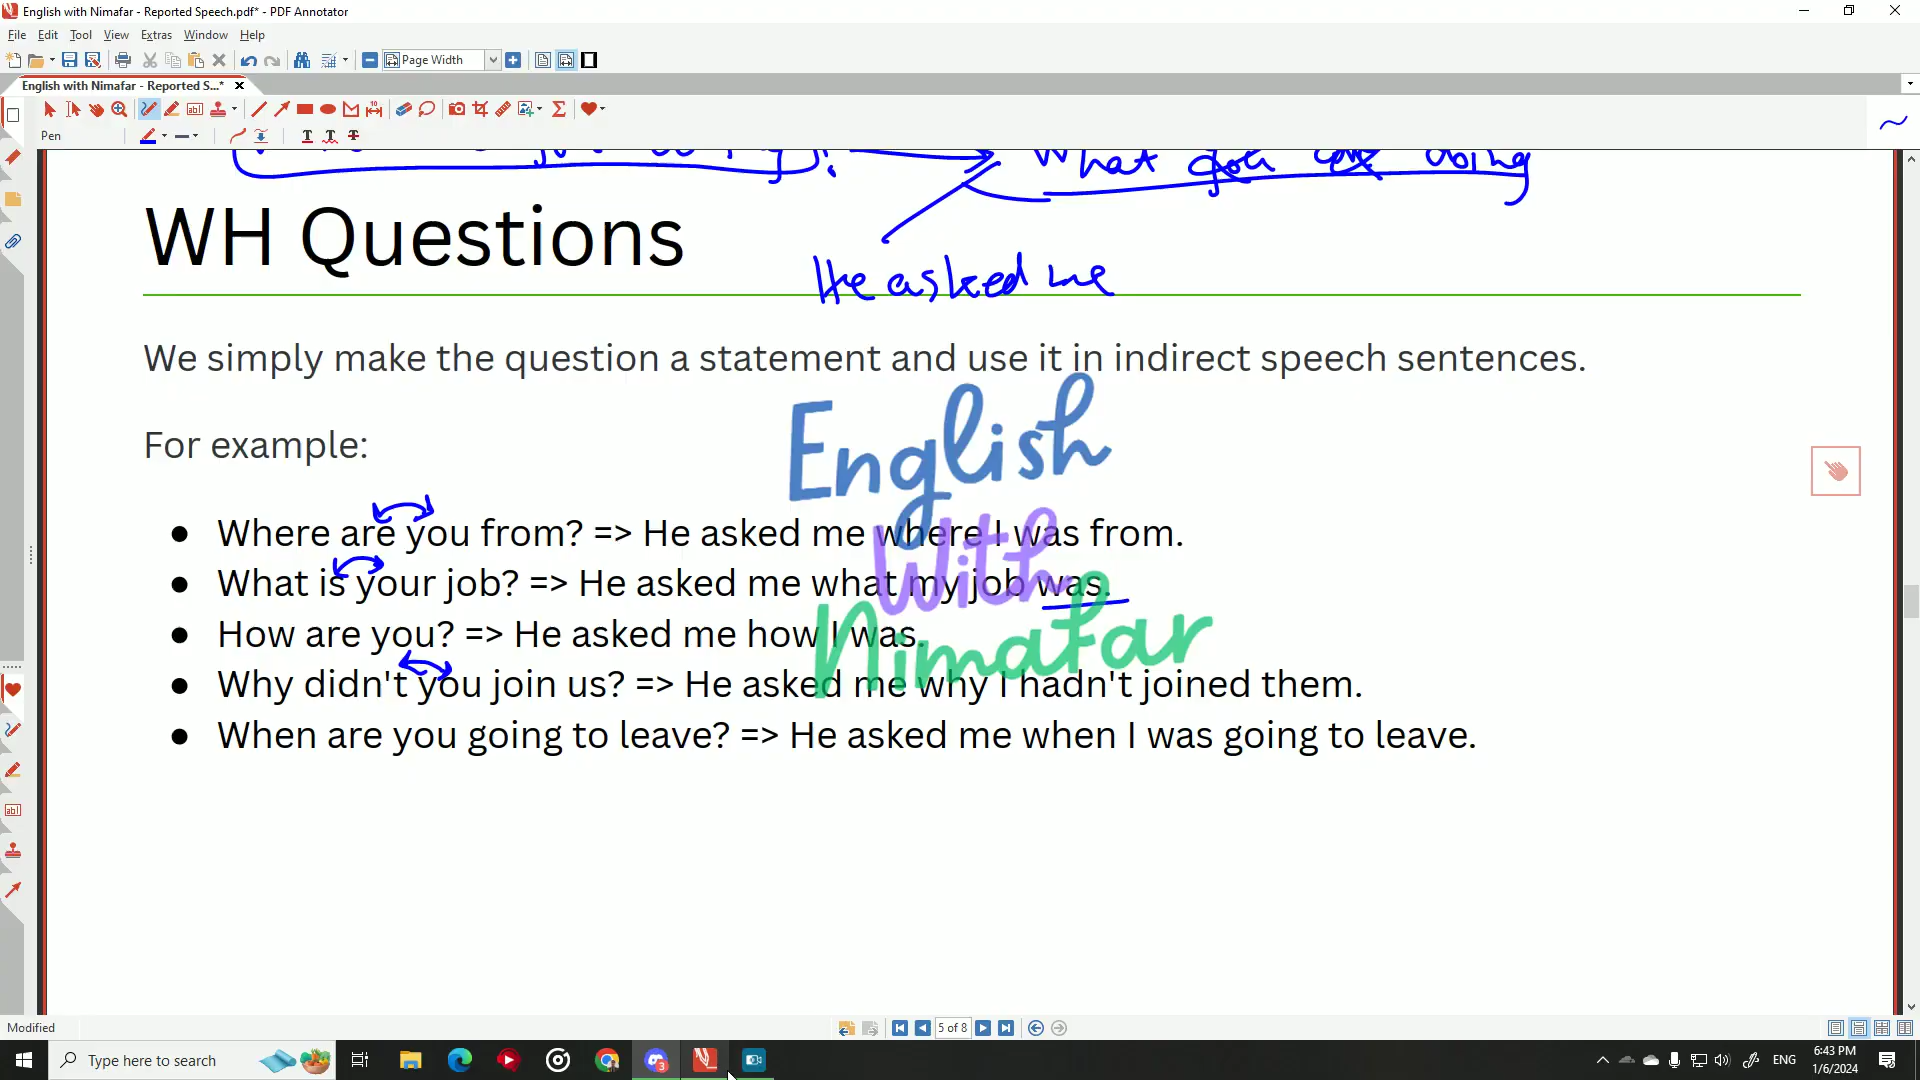 English with Nimafar - Reported Speech.pdf* - PDF Annotator
File Edit Tool View Extras Window Help
Page Width
English with Nimafar - Reported S...*
Pen
What you are doing
WH Questions
He asked me
We simply make the question a statement and use it in indirect speech sentences.
For example:
English
With
Nimafar
● Where are you from? => He asked me where I was from.
● What is your job? => He asked me what my job was.
● How are you? => He asked me how I was.
● Why didn't you join us? => He asked me why I hadn't joined them.
● When are you going to leave? => He asked me when I was going to leave.
Modified
5 of 8
Type here to search
3
ENG
6:43 PM
1/6/2024